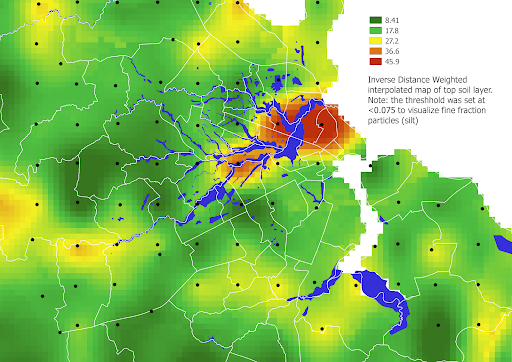 8.41
17.8
27.2
36.6
45.9
Inverse Distance Weighted
interpolated map of top soil layer.
Note: the threshhold was set at
<0.075 to visualize fine fraction
particles (silt)